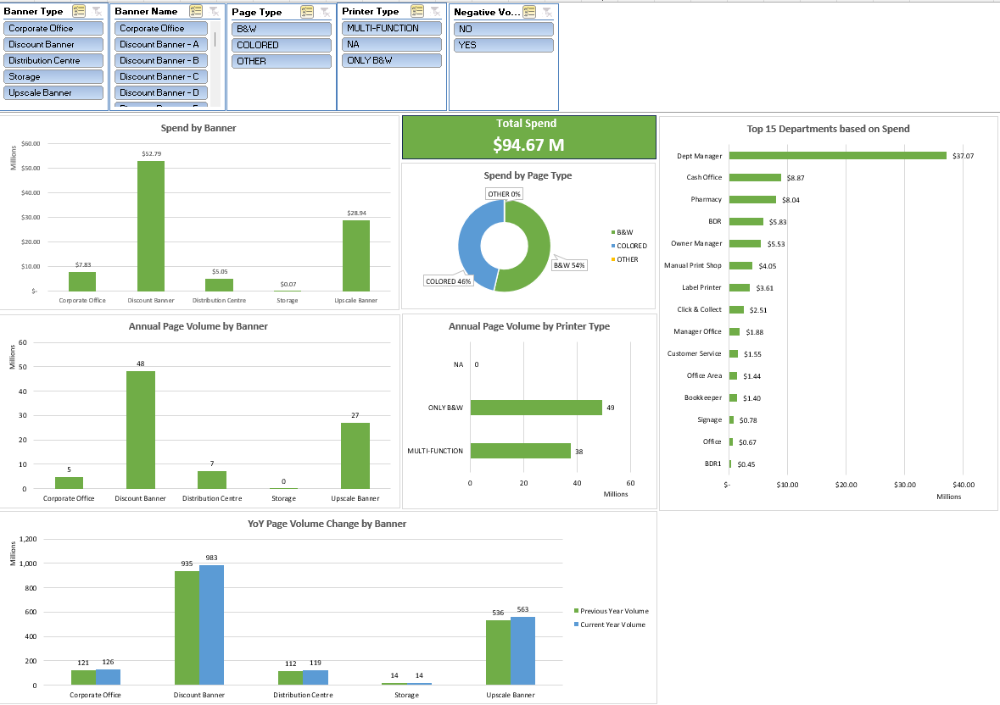 Banner Type
Corporate Office
Discount Banner
Distribution Centre
Storage
Upscale Banner
Banner Name
Corporate Office
Discount Banner - A
Discount Banner - B
Discount Banner - C
Discount Banner - D
Page Type
B&W
COLORED
OTHER
Printer Type
MULTI-FUNCTION
NA
ONLY B&W
Negative Vo...
NO
YES
Spend by Banner
Millions
$60.00
$50.00
$40.00
$30.00
$20.00
$10.00
$-
$7.83
$52.79
$5.05
$0.07
$28.94
Corporate Office
Discount Banner
Distribution Centre
Storage
Upscale Banner
Total Spend
$94.67 M
Spend by Page Type
OTHER 0%
B&W 54%
COLORED 46%
B&W
COLORED
OTHER
Top 15 Departments based on Spend
Dept Manager $37.07
Cash Office $8.87
Pharmacy $8.04
BDR $5.83
Owner Manager $5.53
Manual Print Shop $4.05
Label Printer $3.61
Click & Collect $2.51
Manager Office $1.88
Customer Service $1.55
Office Area $1.44
Bookkeeper $1.40
Signage $0.78
Office $0.67
BDR1 $0.45
$- $10.00 $20.00 $30.00 $40.00
Millions
Annual Page Volume by Banner
Millions
60
50
40
30
20
10
0
5
48
7
0
27
Corporate Office
Discount Banner
Distribution Centre
Storage
Upscale Banner
Annual Page Volume by Printer Type
NA 0
ONLY B&W 49
MULTI-FUNCTION 38
0 20 40 60
Millions
YoY Page Volume Change by Banner
Millions
1,200
1,000
800
600
400
200
0
121 126
935 983
112 119
14 14
536 563
Corporate Office
Discount Banner
Distribution Centre
Storage
Upscale Banner
Previous Year Volume
Current Year Volume